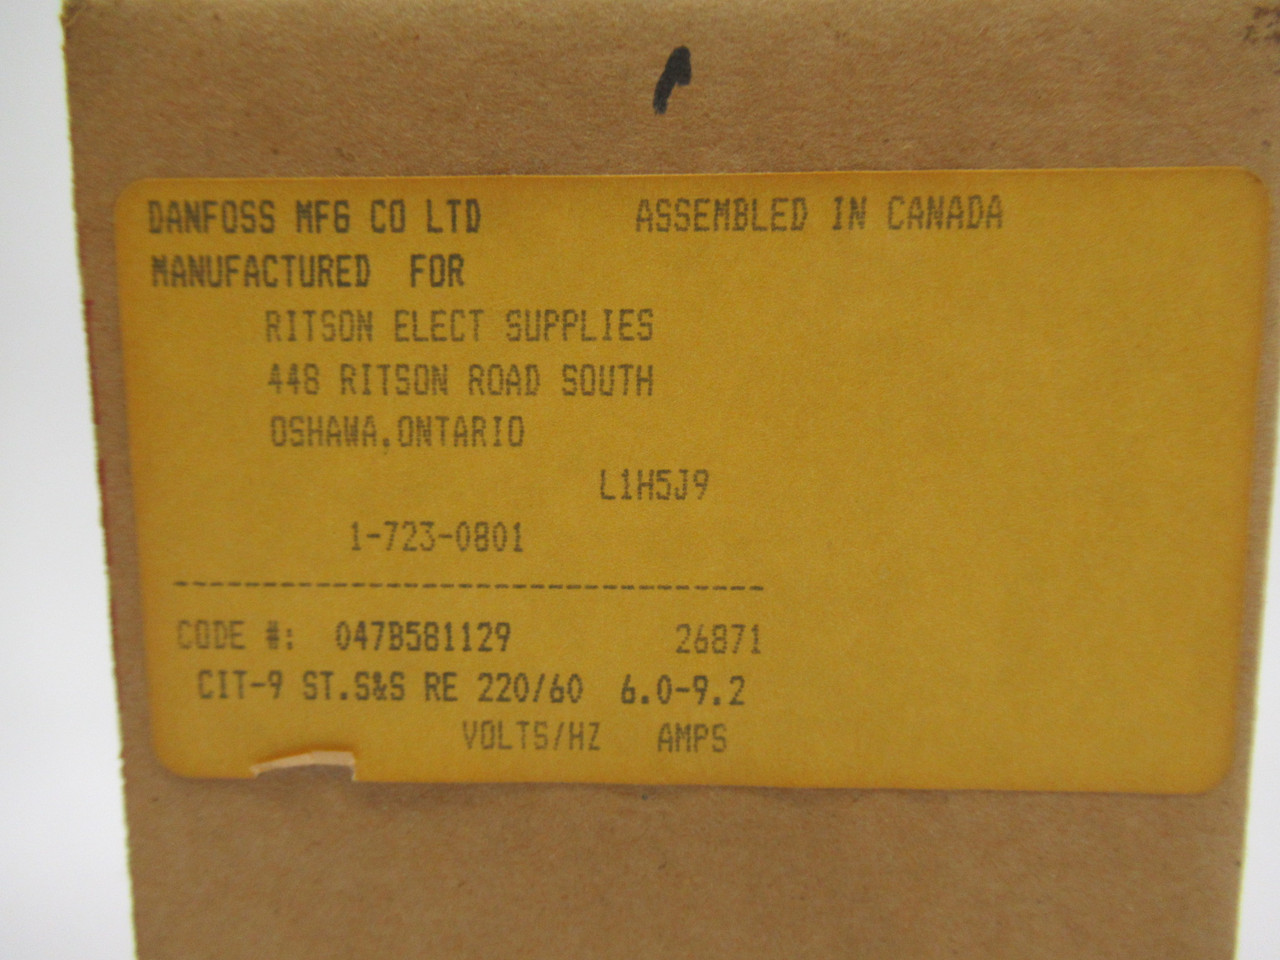 DANFOSS MFG CO LTD ASSEMBLED IN CANADA
MANUFACTURED FOR
RITSON ELECT SUPPLIES
448 RITSON ROAD SOUTH
OSHAWA,ONTARIO
L1H5J9
1-723-0801
--------------------------------
CODE #: 047B581129 26871
CIT-9 ST.S&S RE 220/60 6.0-9.2
VOLTS/HZ AMPS